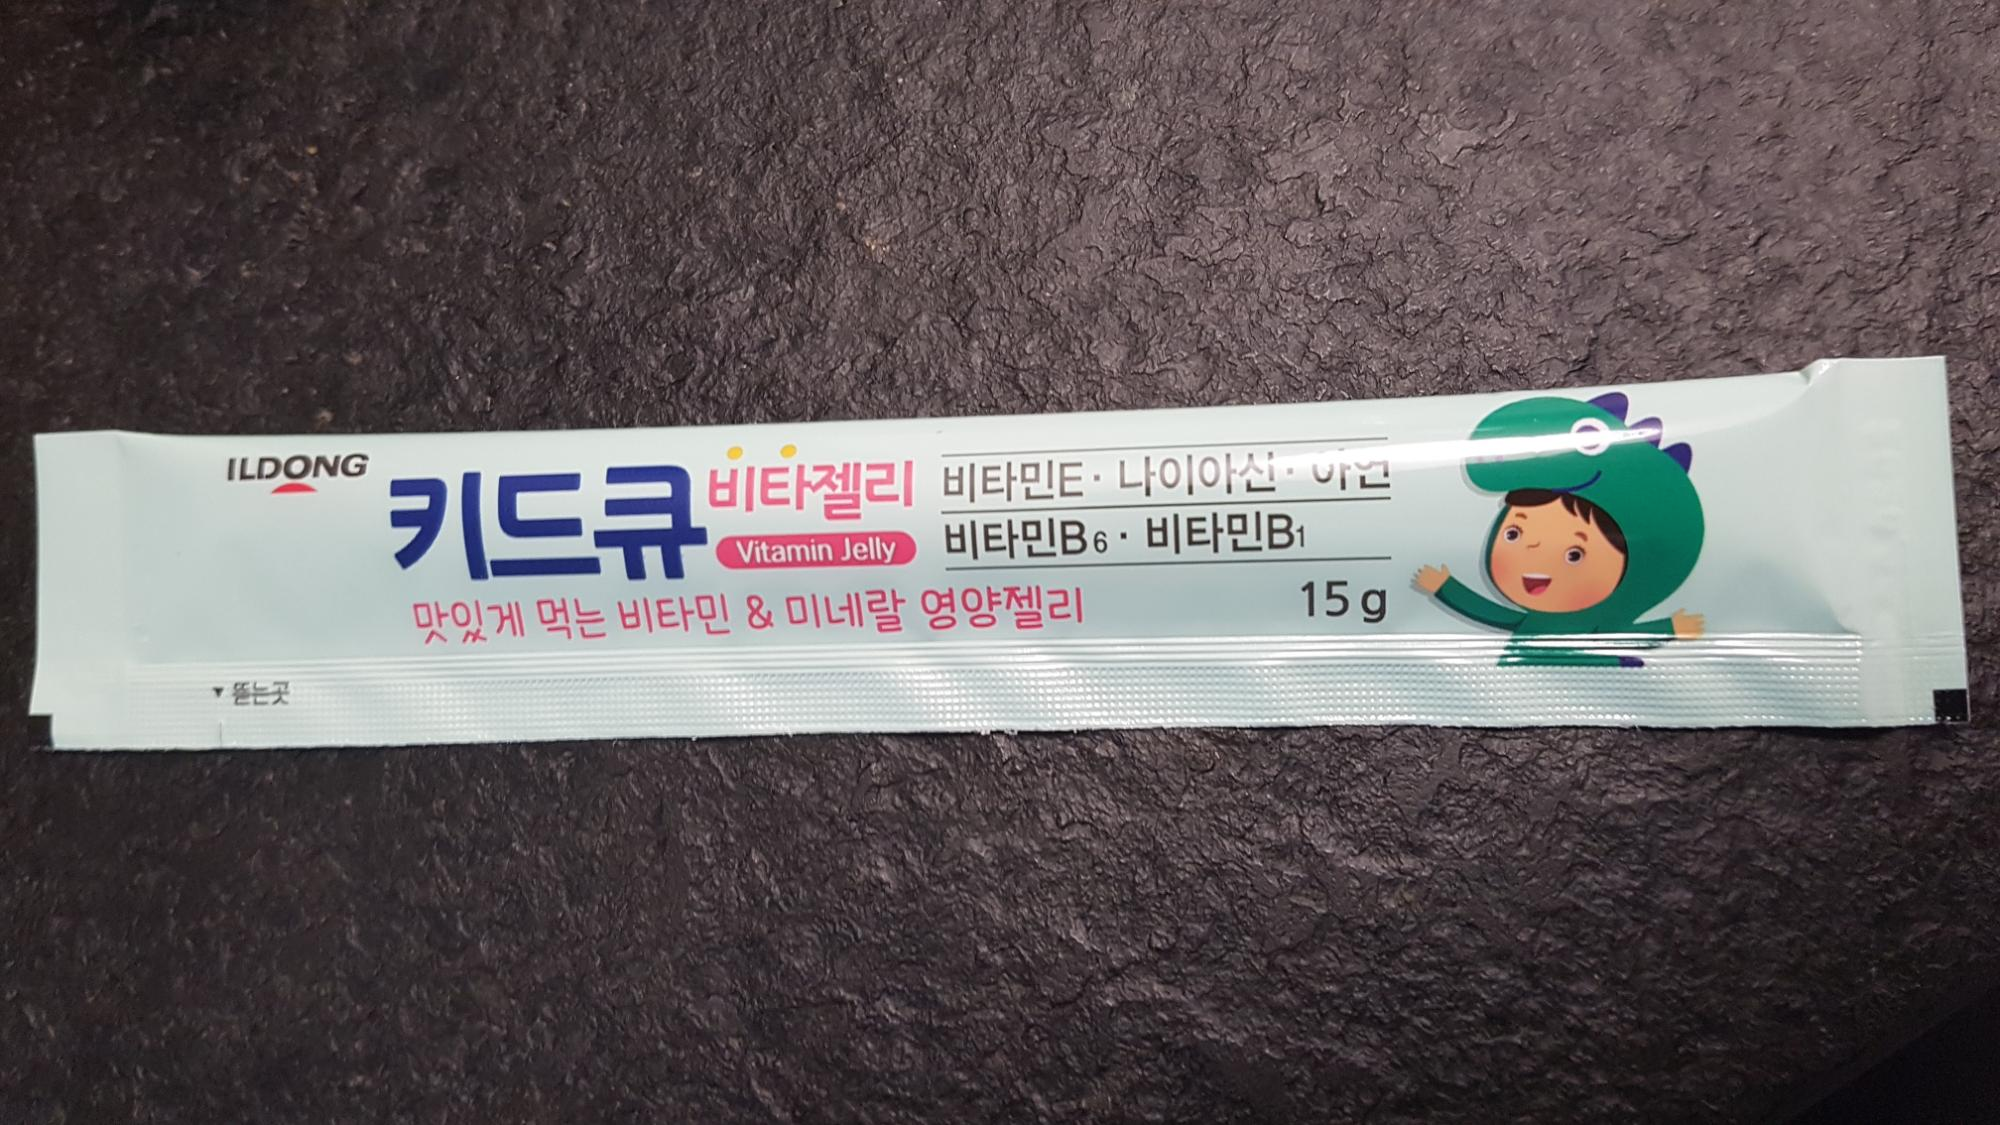 ILDONG
키드큐 비타젤리
Vitamin Jelly
비타민E · 나이아신 · 아연
비타민B6 · 비타민B1
맛있게 먹는 비타민 & 미네랄 영양젤리
15 g
▼ 뜯는곳